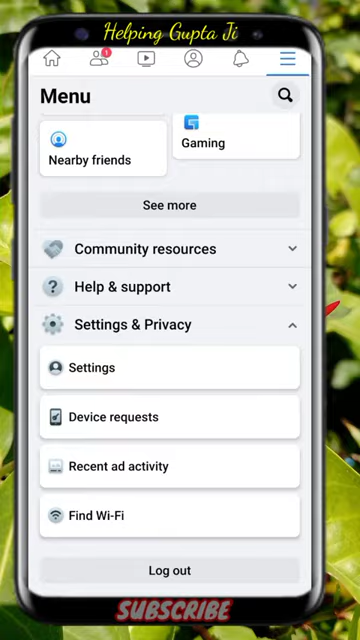 Helping Gupta Ji
1
Menu
Nearby friends
Gaming
See more
Community resources
? Help & support
Settings & Privacy
Settings
Device requests
Recent ad activity
Find Wi-Fi
Log out
SUBSCRIBE